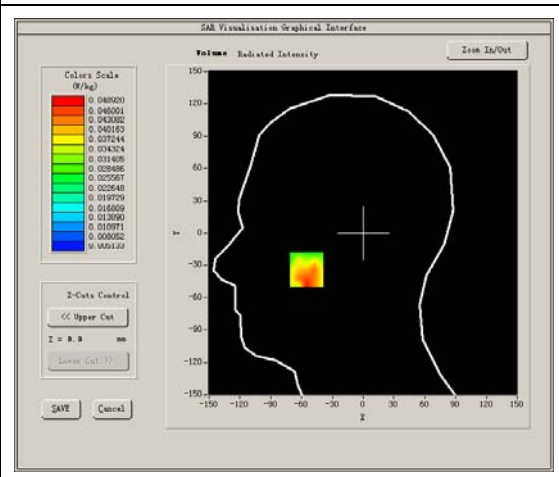 SAR Visualisation Graphical Interface
Volume Radiated Intensity
Zoom In/Out
Colors Scale
(W/kg)
0.048920
0.046001
0.043082
0.040163
0.037244
0.034324
0.031405
0.028486
0.025567
0.022648
0.019729
0.016809
0.013890
0.010971
0.008052
0.005133
Z-Cuts Control
<< Upper Cut
mm
Lower Cut >>
SAVE
Cancel
150
120
90
60
30
0
-30
-60
-90
-120
-150
Y
-150 -120 -90 -60 -30 0 30 60 90 120 150
X